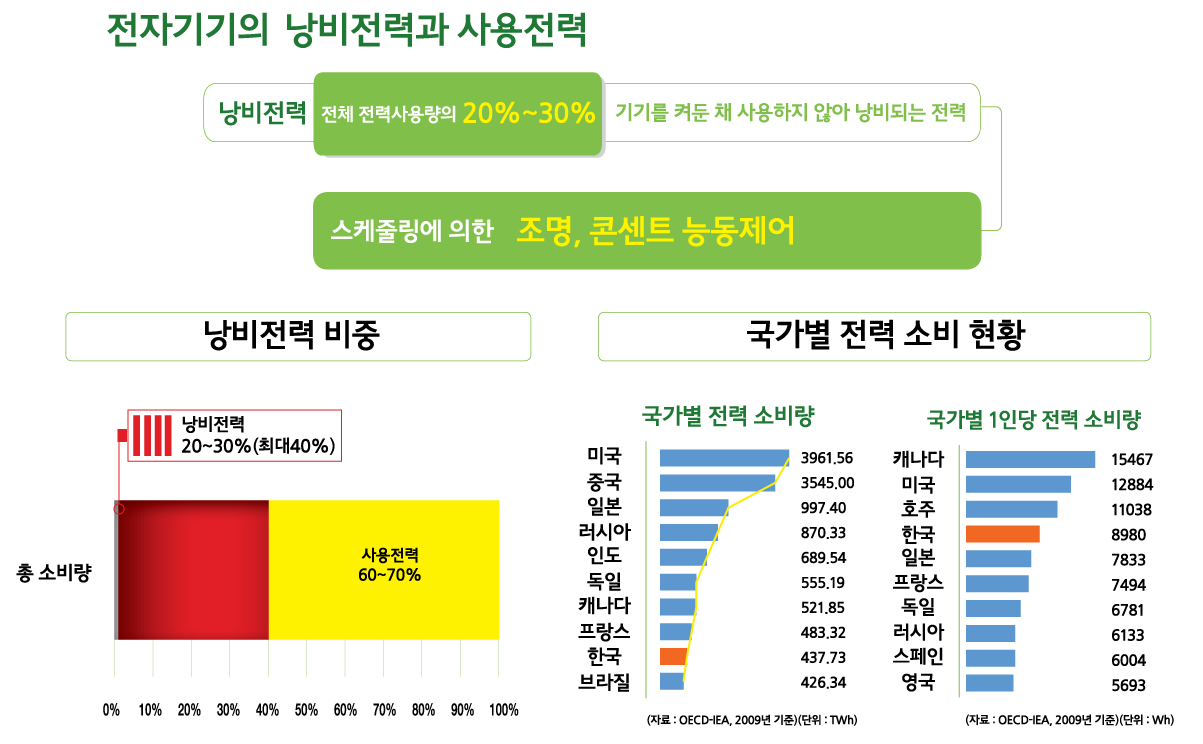 전자기기의 낭비전력과 사용전력
낭비전력 전체 전력사용량의 20%~30% 기기를 켜둔 채 사용하지 않아 낭비되는 전력
스케줄링에 의한 조명, 콘센트 능동제어
낭비전력 비중
낭비전력
20~30%(최대40%)
총 소비량
사용전력
60~70%
0% 10% 20% 30% 40% 50% 60% 70% 80% 90% 100%
국가별 전력 소비 현황
국가별 전력 소비량
미국 3961.56
중국 3545.00
일본 997.40
러시아 870.33
인도 689.54
독일 555.19
캐나다 521.85
프랑스 483.32
한국 437.73
브라질 426.34
(자료 : OECD-IEA, 2009년 기준)(단위 : TWh)
국가별 1인당 전력 소비량
캐나다 15467
미국 12884
호주 11038
한국 8980
일본 7833
프랑스 7494
독일 6781
러시아 6133
스페인 6004
영국 5693
(자료 : OECD-IEA, 2009년 기준)(단위 : Wh)